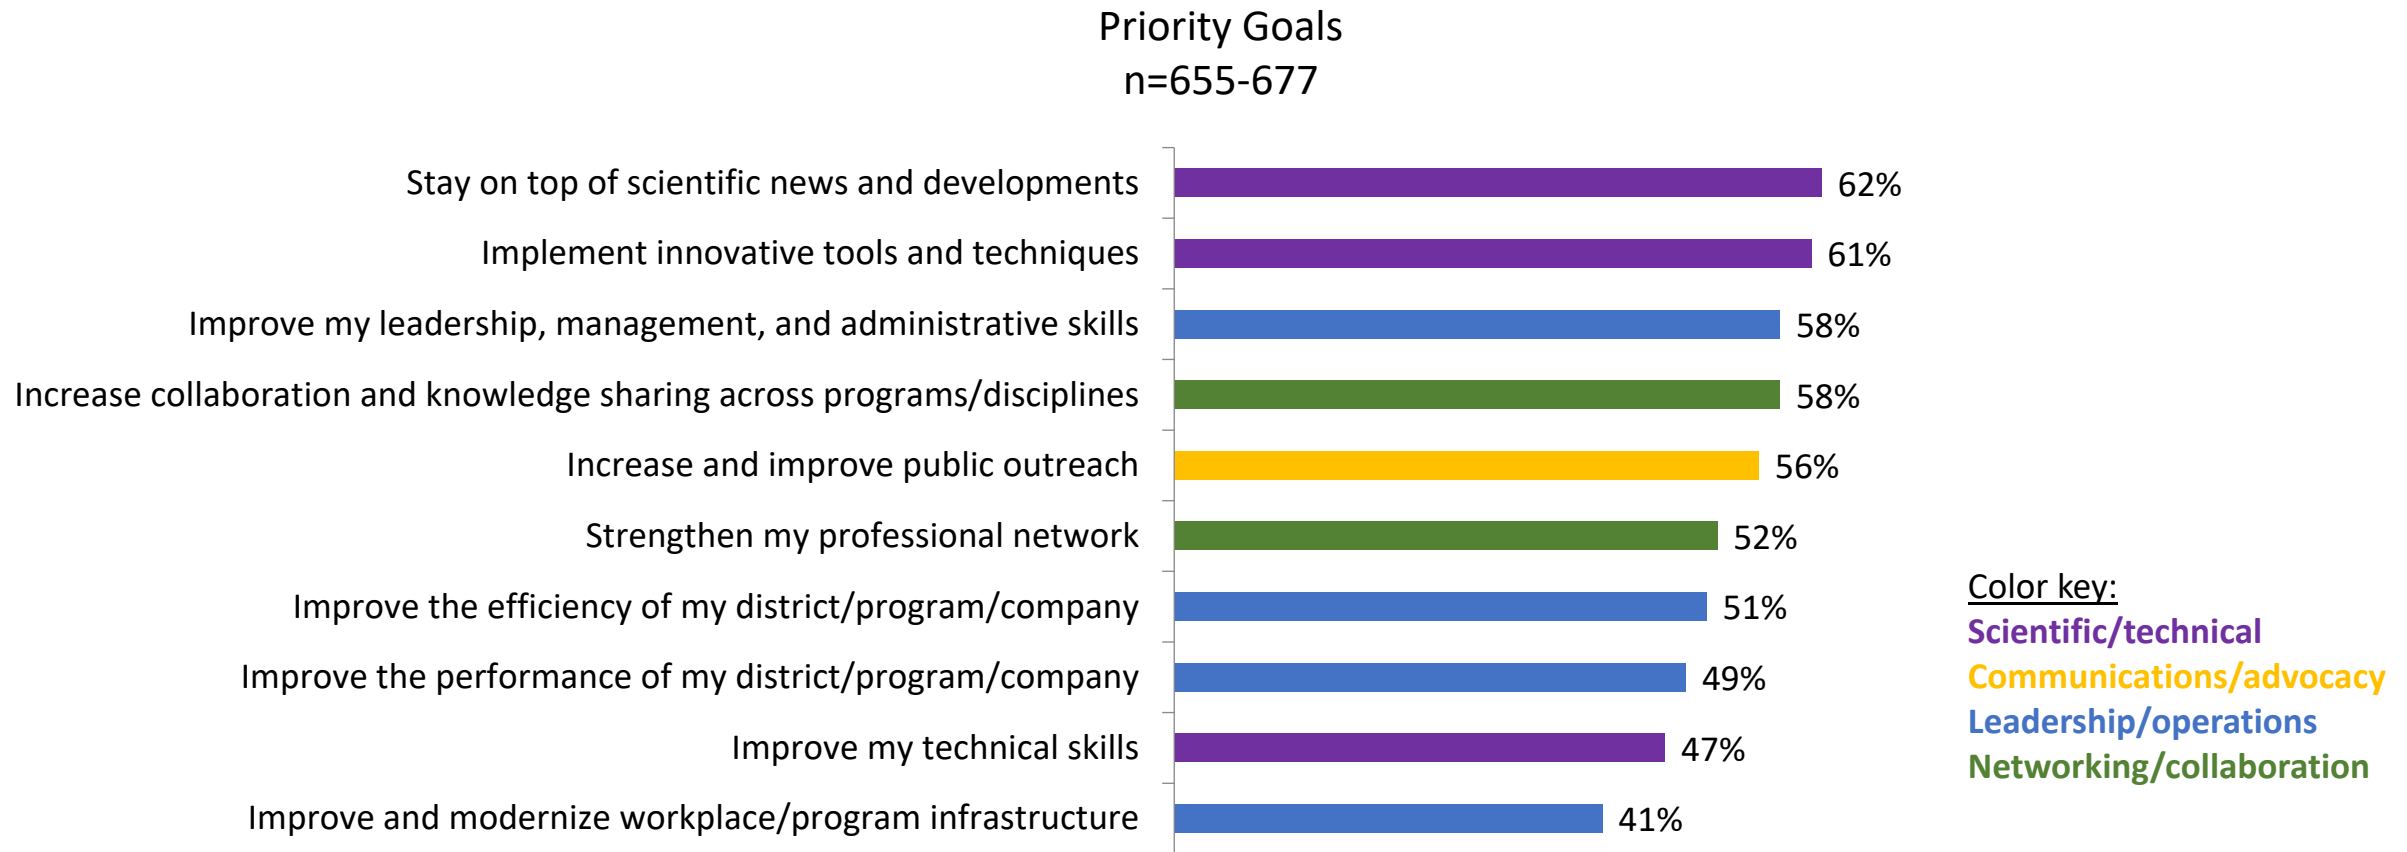 Priority Goals
n=655-677
Stay on top of scientific news and developments 62%
Implement innovative tools and techniques 61%
Improve my leadership, management, and administrative skills 58%
Increase collaboration and knowledge sharing across programs/disciplines 58%
Increase and improve public outreach 56%
Strengthen my professional network 52%
Improve the efficiency of my district/program/company 51%
Improve the performance of my district/program/company 49%
Improve my technical skills 47%
Improve and modernize workplace/program infrastructure 41%
Color key:
Scientific/technical
Communications/advocacy
Leadership/operations
Networking/collaboration